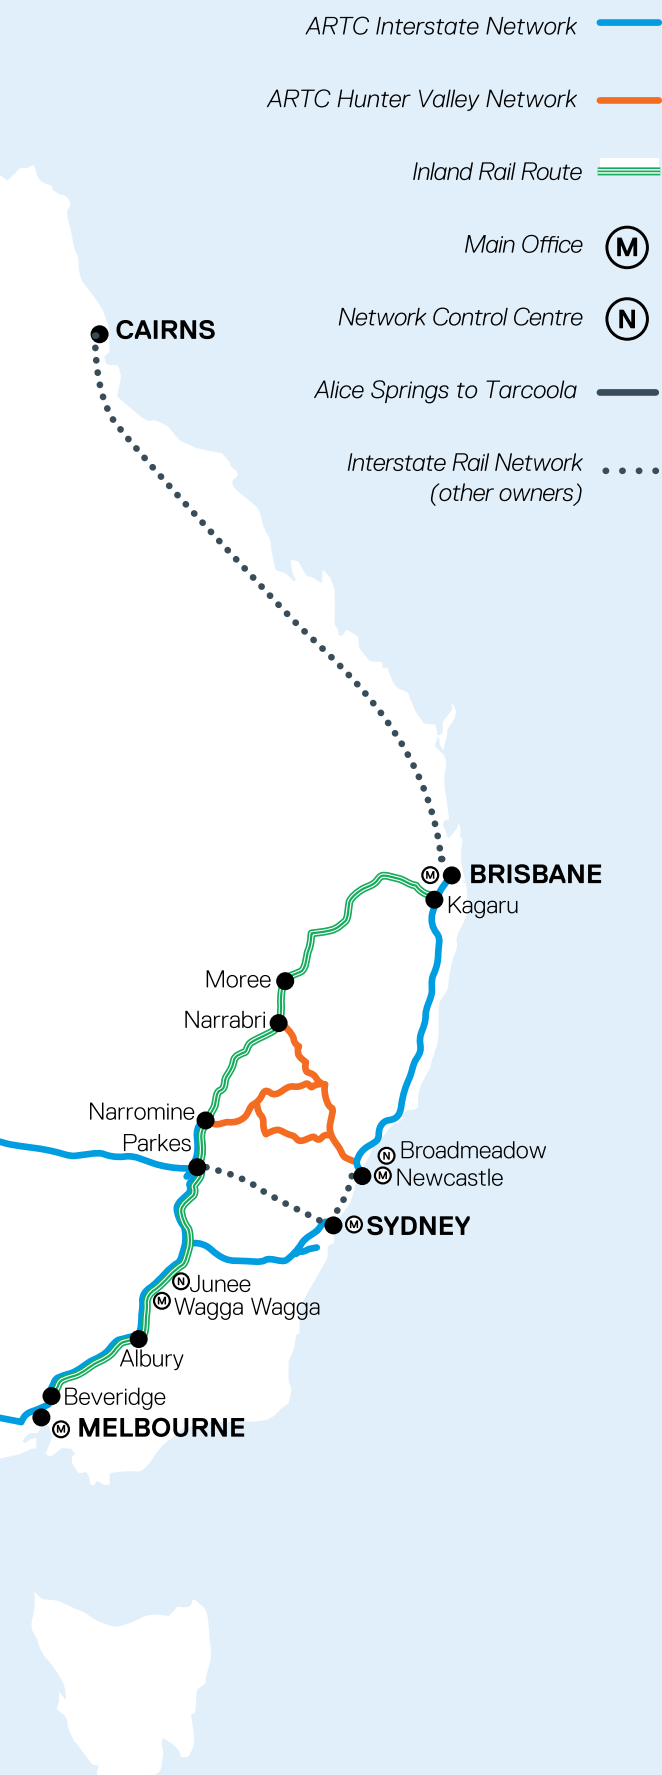 ARTC Interstate Network
ARTC Hunter Valley Network
Inland Rail Route
Main Office M
Network Control Centre N
Alice Springs to Tarcoola
Interstate Rail Network
(other owners)
CAIRNS
M BRISBANE
Kagaru
Moree
Narrabri
Narromine
Parkes
N Broadmeadow
M Newcastle
M SYDNEY
N Junee
M Wagga Wagga
Albury
Beveridge
M MELBOURNE